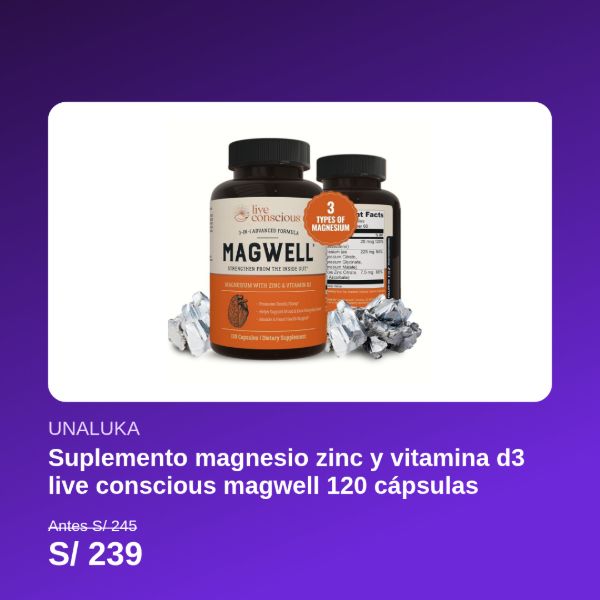 live
conscious
3-IN-1 ADVANCED FORMULA
MAGWELL
STRENGTHEN FROM THE INSIDE OUT
MAGNESIUM WITH ZINC & VITAMIN D3
120 Capsules | Dietary Supplement
3
TYPES OF
MAGNESIUM
Facts
UNALUKA
Suplemento magnesio zinc y vitamina d3
live conscious magwell 120 cápsulas
Antes S/ 245
S/ 239